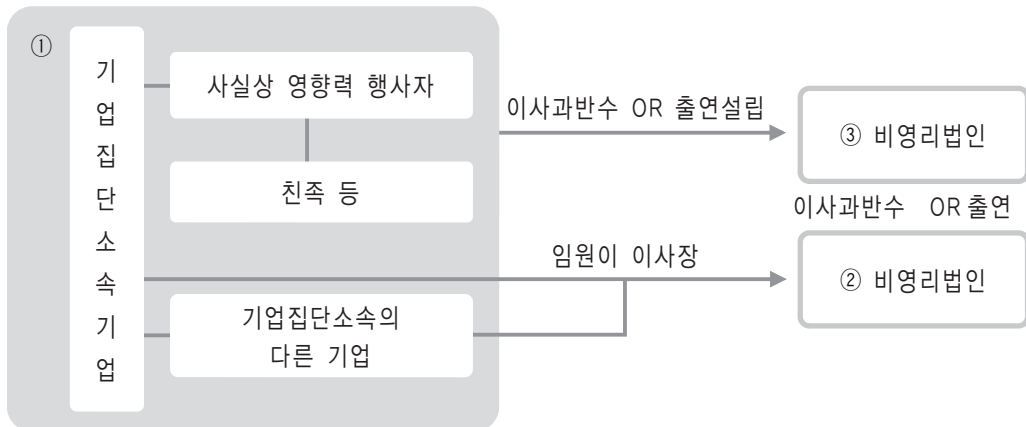 ①
기업집단소속기업
사실상 영향력 행사자
친족 등
기업집단소속의
다른 기업
이사과반수 OR 출연설립
③ 비영리법인
이사과반수 OR 출연
임원이 이사장
② 비영리법인